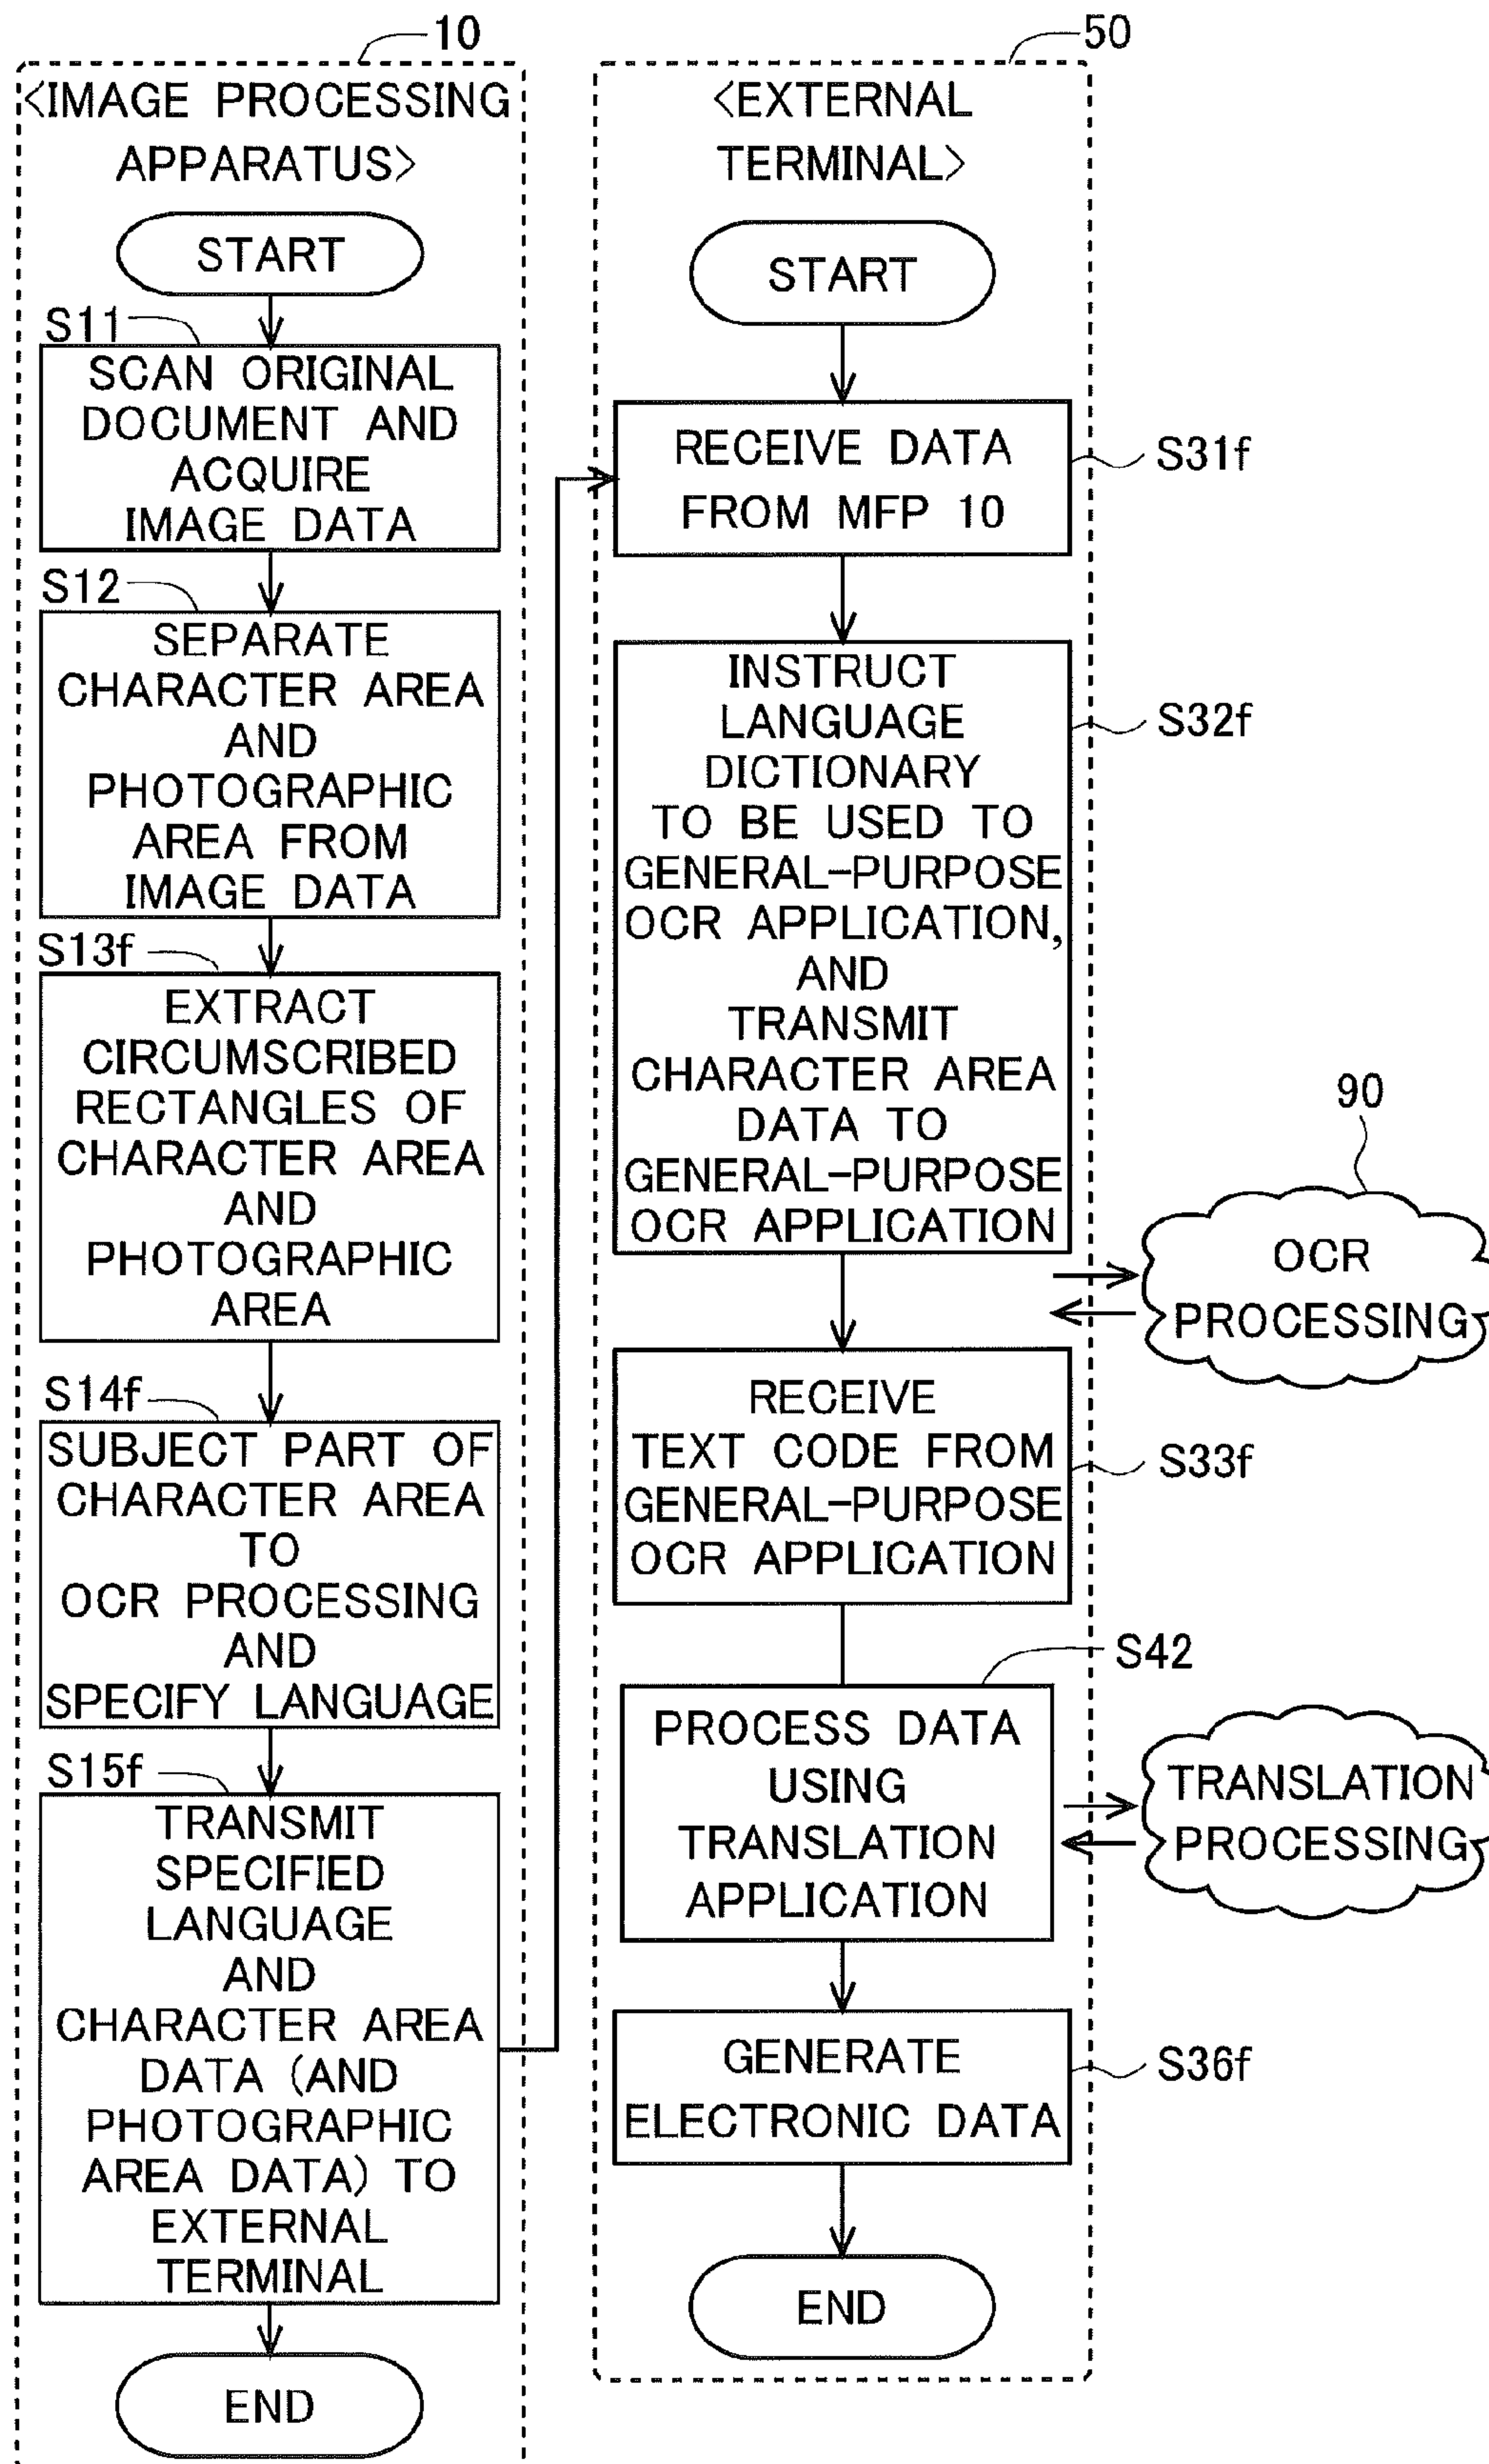 10
<IMAGE PROCESSING
APPARATUS>
START
S11
SCAN ORIGINAL
DOCUMENT AND
ACQUIRE
IMAGE DATA
S12
SEPARATE
CHARACTER AREA
AND
PHOTOGRAPHIC
AREA FROM
IMAGE DATA
S13f
EXTRACT
CIRCUMSCRIBED
RECTANGLES OF
CHARACTER AREA
AND
PHOTOGRAPHIC
AREA
S14f
SUBJECT PART OF
CHARACTER AREA
TO
OCR PROCESSING
AND
SPECIFY LANGUAGE
S15f
TRANSMIT
SPECIFIED
LANGUAGE
AND
CHARACTER AREA
DATA (AND
PHOTOGRAPHIC
AREA DATA) TO
EXTERNAL
TERMINAL
END
50
<EXTERNAL
TERMINAL>
START
RECEIVE DATA
FROM MFP 10
S31f
INSTRUCT
LANGUAGE
DICTIONARY
TO BE USED TO
GENERAL-PURPOSE
OCR APPLICATION,
AND
TRANSMIT
CHARACTER AREA
DATA TO
GENERAL-PURPOSE
OCR APPLICATION
S32f
90
OCR
PROCESSING
RECEIVE
TEXT CODE FROM
GENERAL-PURPOSE
OCR APPLICATION
S33f
S42
PROCESS DATA
USING
TRANSLATION
APPLICATION
TRANSLATION
PROCESSING
GENERATE
ELECTRONIC DATA
S36f
END